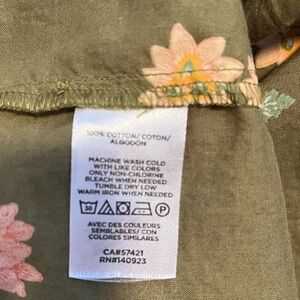 100% COTTON/ COTON/
ALGODON
MACHINE WASH COLD
WITH LIKE COLORS
ONLY NON-CHLORINE
BLEACH WHEN NEEDED
TUMBLE DRY LOW
WARM IRON WHEN NEEDED
30
P
AVEC DES COULEURS
SEMBLABLES/ CON
COLORES SIMILARES
CA#57421
RN#140923